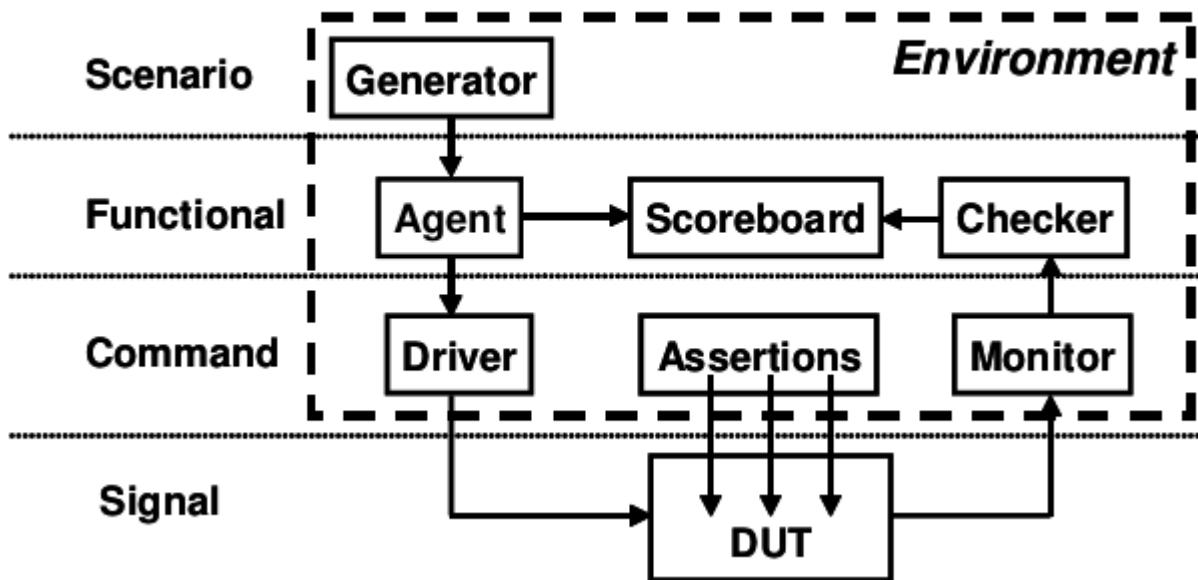 Environment
Scenario
Generator
Functional
Agent
Scoreboard
Checker
Command
Driver
Assertions
Monitor
Signal
DUT